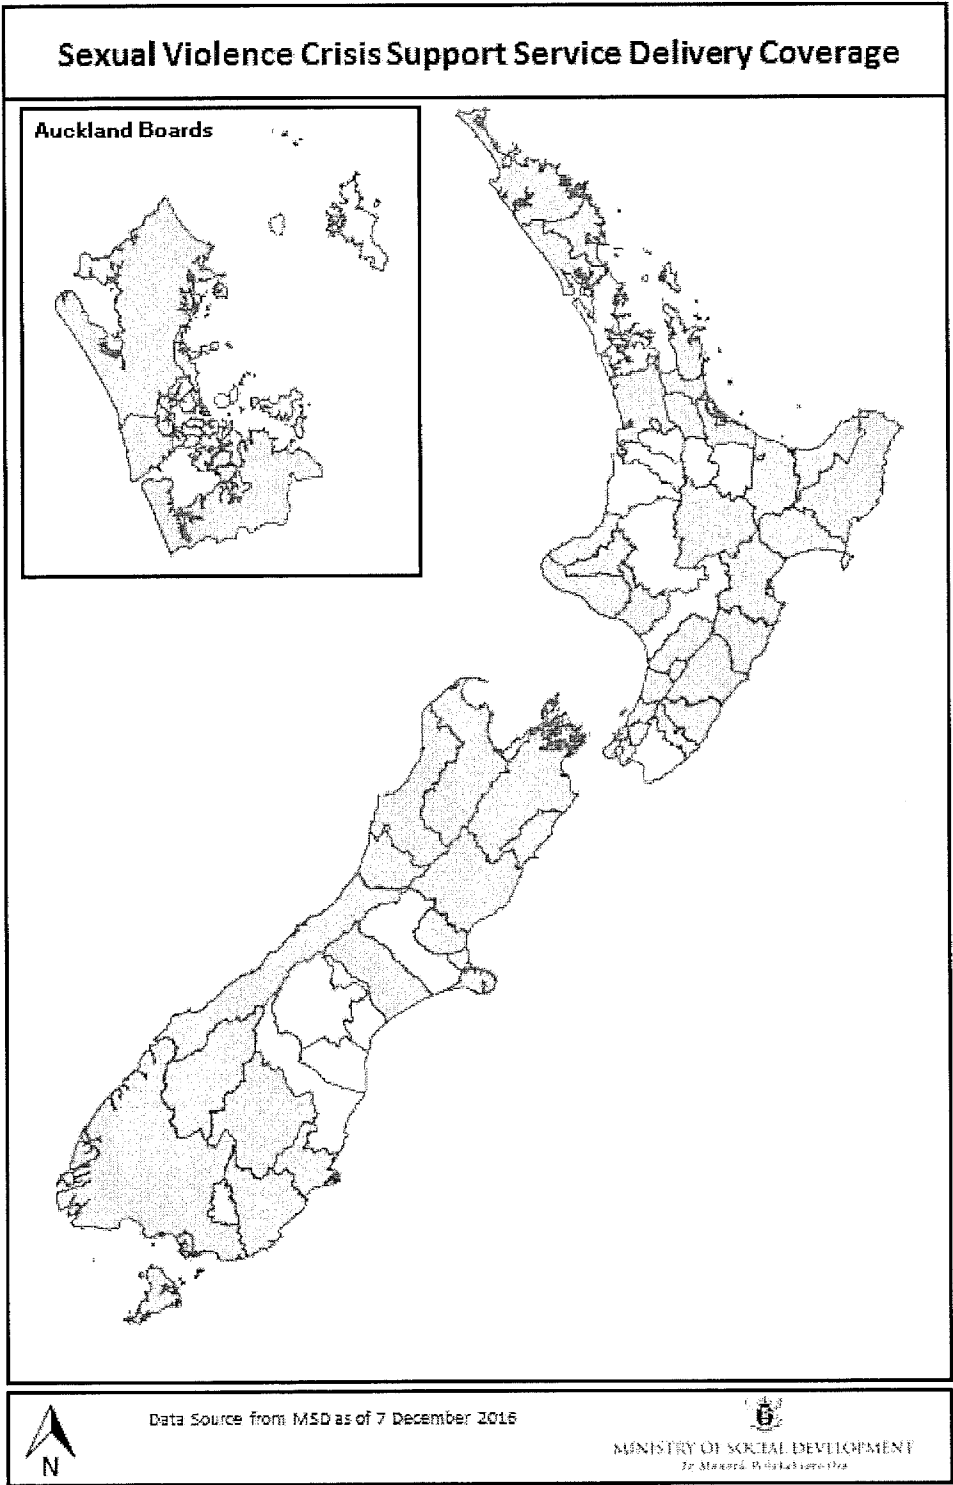 Sexual Violence Crisis Support Service Delivery Coverage
Auckland Boards
N
Data Source from MSD as of 7 December 2016
MINISTRY OF SOCIAL DEVELOPMENT